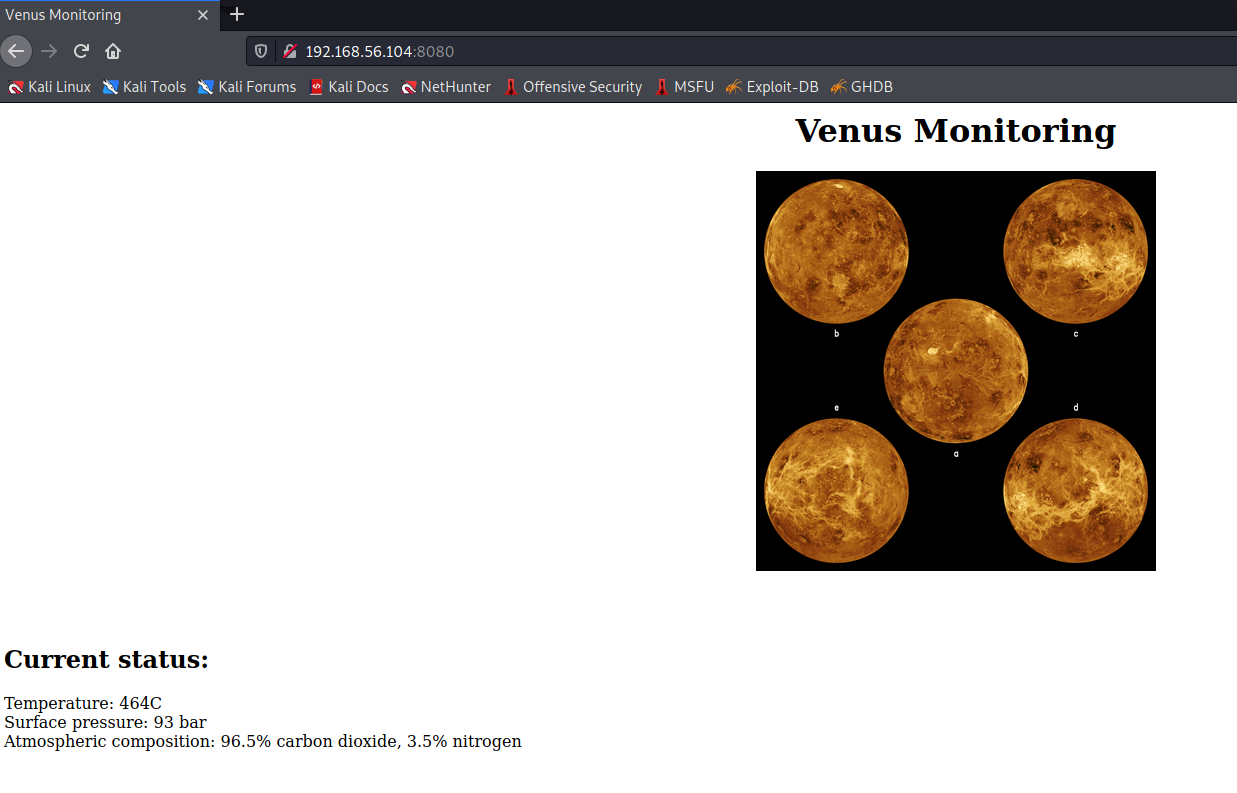 Venus Monitoring
192.168.56.104:8080
Kali Linux Kali Tools Kali Forums Kali Docs NetHunter Offensive Security MSFU Exploit-DB GHDB
Venus Monitoring
b c
e d
a
Current status:
Temperature: 464C
Surface pressure: 93 bar
Atmospheric composition: 96.5% carbon dioxide, 3.5% nitrogen